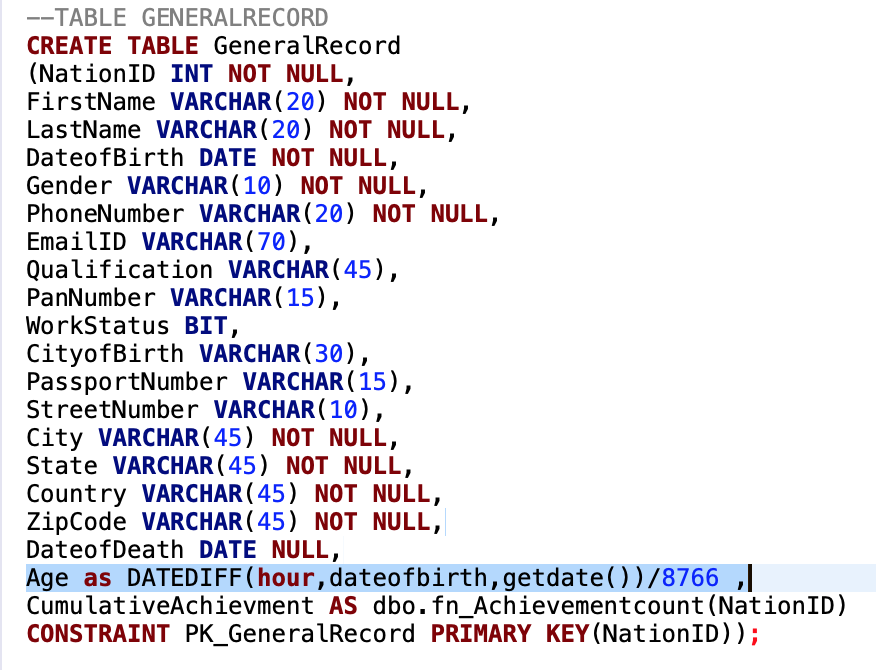 --TABLE GENERALRECORD
CREATE TABLE GeneralRecord
(NationID INT NOT NULL,
FirstName VARCHAR(20) NOT NULL,
LastName VARCHAR(20) NOT NULL,
DateofBirth DATE NOT NULL,
Gender VARCHAR(10) NOT NULL,
PhoneNumber VARCHAR(20) NOT NULL,
EmailID VARCHAR(70),
Qualification VARCHAR(45),
PanNumber VARCHAR(15),
WorkStatus BIT,
CityofBirth VARCHAR(30),
PassportNumber VARCHAR(15),
StreetNumber VARCHAR(10),
City VARCHAR(45) NOT NULL,
State VARCHAR(45) NOT NULL,
Country VARCHAR(45) NOT NULL,
ZipCode VARCHAR(45) NOT NULL,
DateofDeath DATE NULL,
Age as DATEDIFF(hour,dateofbirth,getdate())/8766 ,
CumulativeAchievment AS dbo.fn_Achievementcount(NationID)
CONSTRAINT PK_GeneralRecord PRIMARY KEY(NationID));